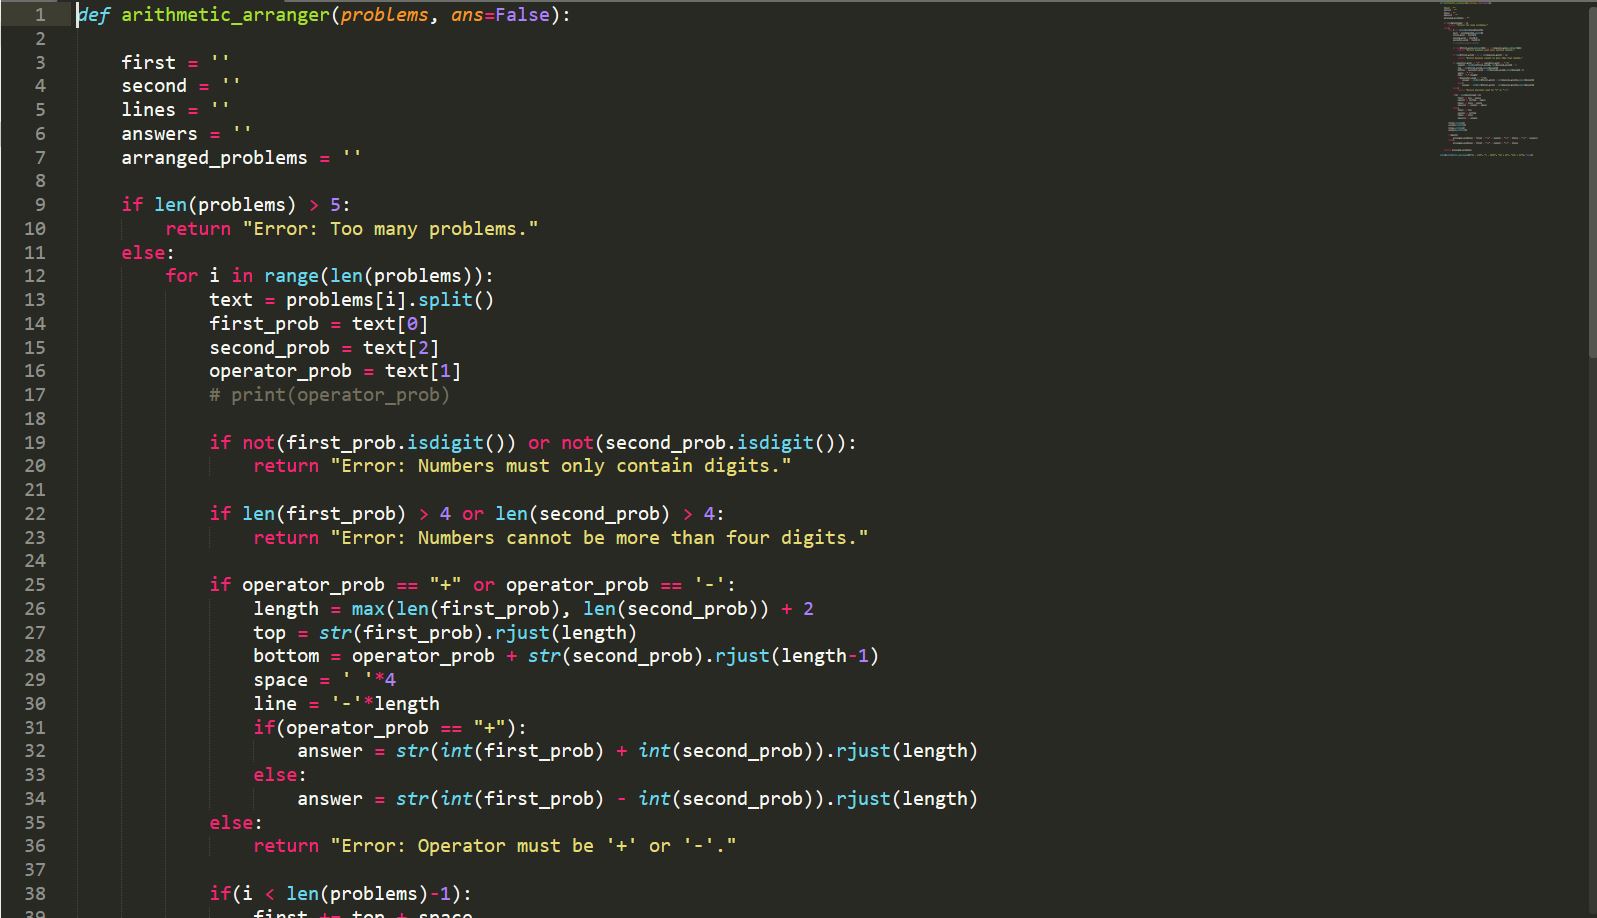 1 def arithmetic_arranger(problems, ans=False):
2
3     first = ''
4     second = ''
5     lines = ''
6     answers = ''
7     arranged_problems = ''
8
9     if len(problems) > 5:
10         return "Error: Too many problems."
11     else:
12         for i in range(len(problems)):
13             text = problems[i].split()
14             first_prob = text[0]
15             second_prob = text[2]
16             operator_prob = text[1]
17             # print(operator_prob)
18
19             if not(first_prob.isdigit()) or not(second_prob.isdigit()):
20                 return "Error: Numbers must only contain digits."
21
22             if len(first_prob) > 4 or len(second_prob) > 4:
23                 return "Error: Numbers cannot be more than four digits."
24
25             if operator_prob == "+" or operator_prob == '-':
26                 length = max(len(first_prob), len(second_prob)) + 2
27                 top = str(first_prob).rjust(length)
28                 bottom = operator_prob + str(second_prob).rjust(length-1)
29                 space = ' '*4
30                 line = '-'*length
31                 if(operator_prob == "+"):
32                     answer = str(int(first_prob) + int(second_prob)).rjust(length)
33                 else:
34                     answer = str(int(first_prob) - int(second_prob)).rjust(length)
35             else:
36                 return "Error: Operator must be '+' or '-'."
37
38             if(i < len(problems)-1):
39                 first += top + space